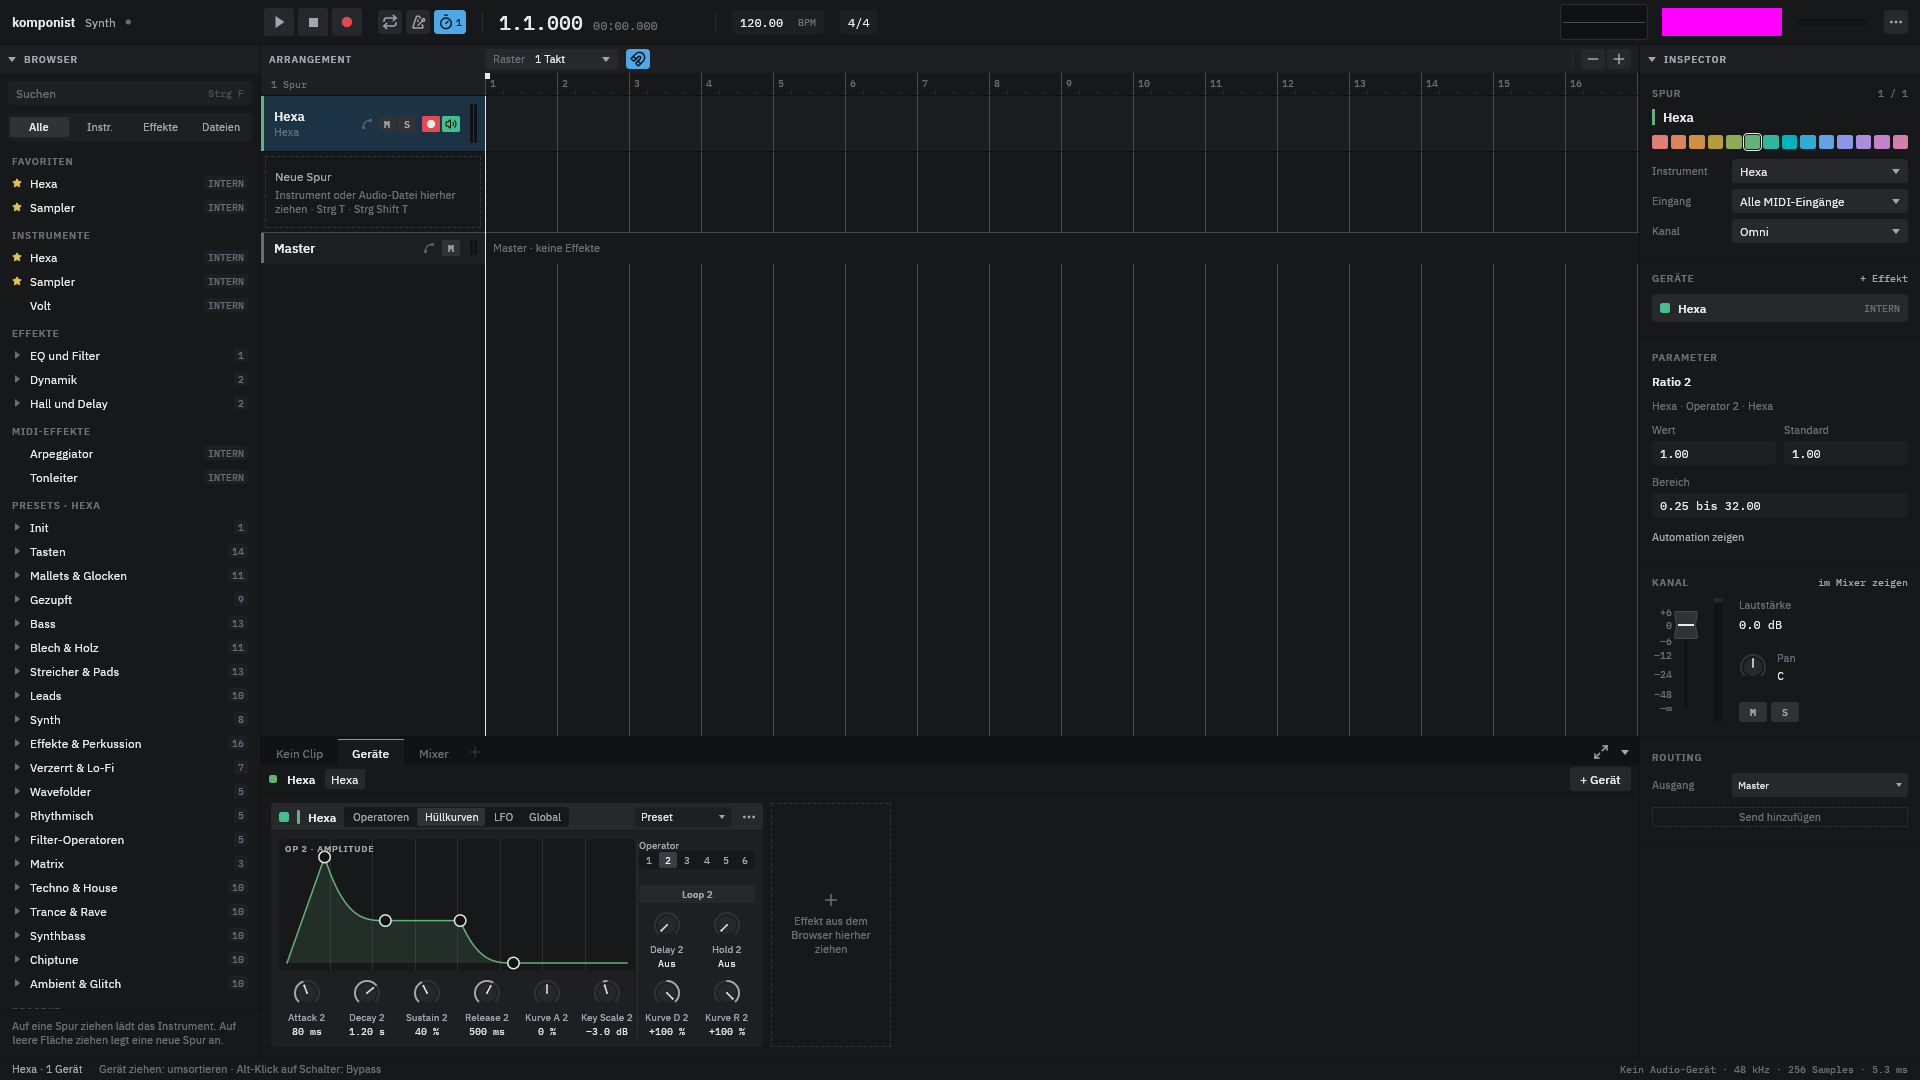 komponist Synth
1
1.1.000 00:00.000
120.00 BPM
4/4
BROWSER
Suchen Strg F
Alle Instr. Effekte Dateien
FAVORITEN
Hexa INTERN
Sampler INTERN
INSTRUMENTE
Hexa INTERN
Sampler INTERN
Volt INTERN
EFFEKTE
EQ und Filter 1
Dynamik 2
Hall und Delay 2
MIDI-EFFEKTE
Arpeggiator INTERN
Tonleiter INTERN
PRESETS · HEXA
Init 1
Tasten 14
Mallets & Glocken 11
Gezupft 9
Bass 13
Blech & Holz 11
Streicher & Pads 13
Leads 10
Synth 8
Effekte & Perkussion 16
Verzerrt & Lo-Fi 7
Wavefolder 5
Rhythmisch 5
Filter-Operatoren 5
Matrix 3
Techno & House 10
Trance & Rave 10
Synthbass 10
Chiptune 10
Ambient & Glitch 10
Auf eine Spur ziehen lädt das Instrument. Auf
leere Fläche ziehen legt eine neue Spur an.
ARRANGEMENT
Raster 1 Takt
1 Spur
1 2 3 4 5 6 7 8 9 10 11 12 13 14 15 16
Hexa
Hexa
M S
Neue Spur
Instrument oder Audio-Datei hierher
ziehen · Strg T · Strg Shift T
Master M
Master · keine Effekte
Kein Clip Geräte Mixer
Hexa Hexa
+ Gerät
Hexa Operatoren Hüllkurven LFO Global Preset
OP 2 · AMPLITUDE
Operator
1 2 3 4 5 6
Loop 2
Delay 2 Hold 2
Aus Aus
Attack 2 Decay 2 Sustain 2 Release 2 Kurve A 2 Key Scale 2 Kurve D 2 Kurve R 2
80 ms 1.20 s 40 % 500 ms 0 % −3.0 dB +100 % +100 %
Effekt aus dem
Browser hierher
ziehen
INSPECTOR
SPUR 1 / 1
Hexa
Instrument Hexa
Eingang Alle MIDI-Eingänge
Kanal Omni
GERÄTE + Effekt
Hexa INTERN
PARAMETER
Ratio 2
Hexa · Operator 2 · Hexa
Wert Standard
1.00 1.00
Bereich
0.25 bis 32.00
Automation zeigen
KANAL im Mixer zeigen
+6
0
−6
−12
−24
−48
−∞
Lautstärke
0.0 dB
Pan
C
M S
ROUTING
Ausgang Master
Send hinzufügen
Hexa · 1 Gerät Gerät ziehen: umsortieren · Alt-Klick auf Schalter: Bypass
Kein Audio-Gerät · 48 kHz · 256 Samples · 5.3 ms